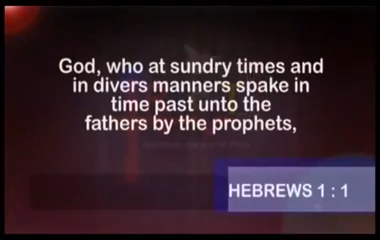 God, who at sundry times and
in divers manners spake in
time past unto the
fathers by the prophets,
HEBREWS 1 : 1